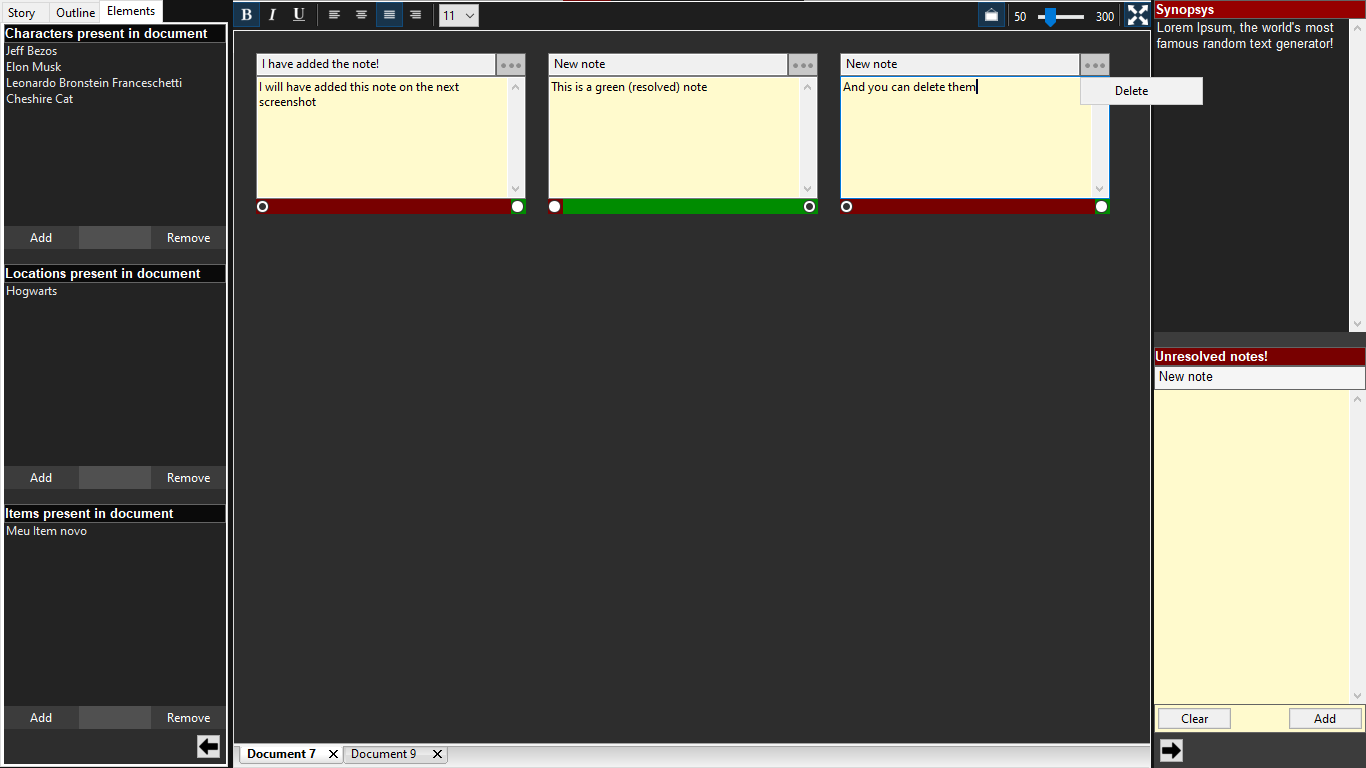 Story Outline Elements
Characters present in document
Jeff Bezos
Elon Musk
Leonardo Bronstein Franceschetti
Cheshire Cat
Add Remove
Locations present in document
Hogwarts
Add Remove
Items present in document
Meu Item novo
Add Remove
B I U 11 50 300
I have added the note!
I will have added this note on the next
screenshot
New note
This is a green (resolved) note
New note
And you can delete them
Delete
Document 7 Document 9
Synopsys
Lorem Ipsum, the world's most
famous random text generator!
Unresolved notes!
New note
Clear Add